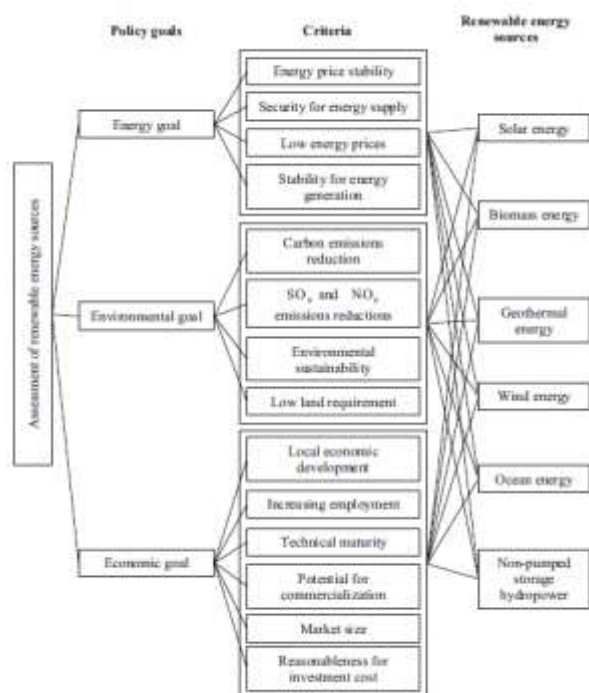 Policy goals
Criteria
Renewable energy
sources
Assessment of renewable energy sources
Energy goal
Environmental goal
Economic goal
Energy price stability
Security for energy supply
Low energy prices
Stability for energy
generation
Carbon emissions
reduction
SOx and NOx
emissions reductions
Environmental
sustainability
Low land requirement
Local economic
development
Increasing employment
Technical maturity
Potential for
commercialization
Market size
Reasonableness for
investment cost
Solar energy
Biomass energy
Geothermal
energy
Wind energy
Ocean energy
Non-pumped
storage
hydropower